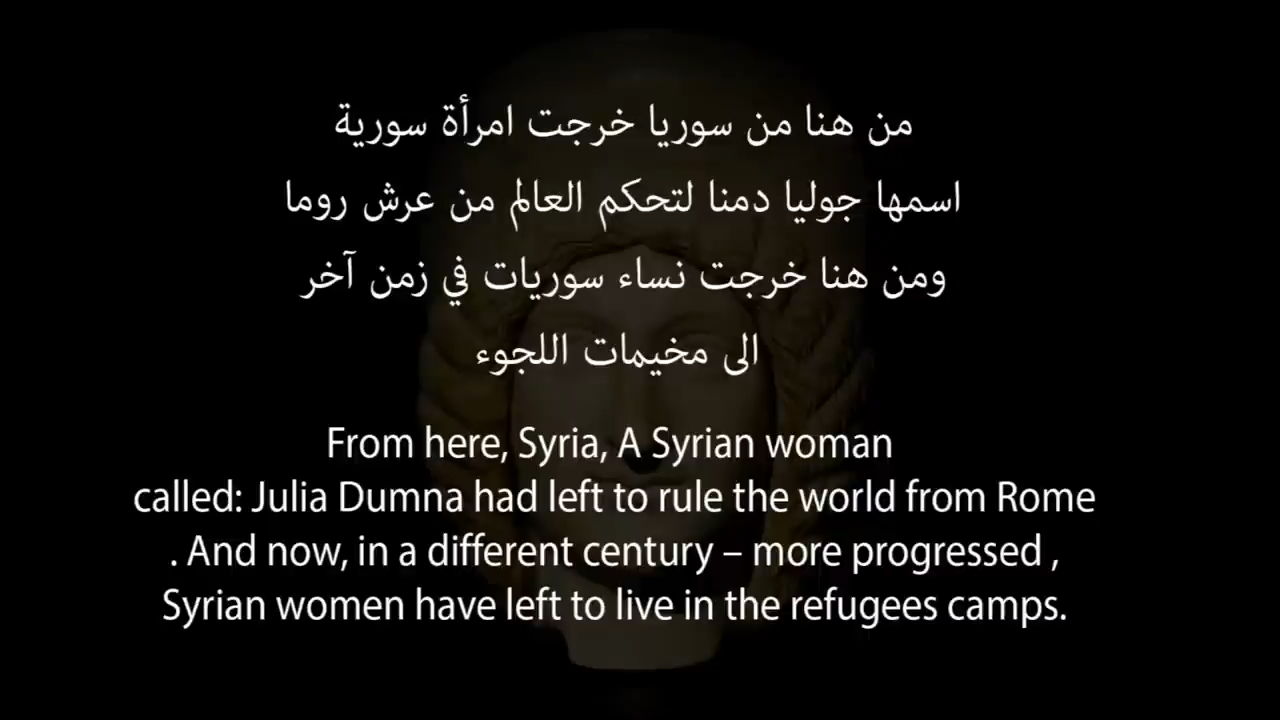 من هنا من سوريا خرجت امرأة سورية
اسمها جوليا دمنا لتحكم العالم من عرش روما
ومن هنا خرجت نساء سوريات في زمن آخر
الى مخيمات اللجوء
From here, Syria, A Syrian woman
called: Julia Dumna had left to rule the world from Rome
. And now, in a different century – more progressed ,
Syrian women have left to live in the refugees camps.